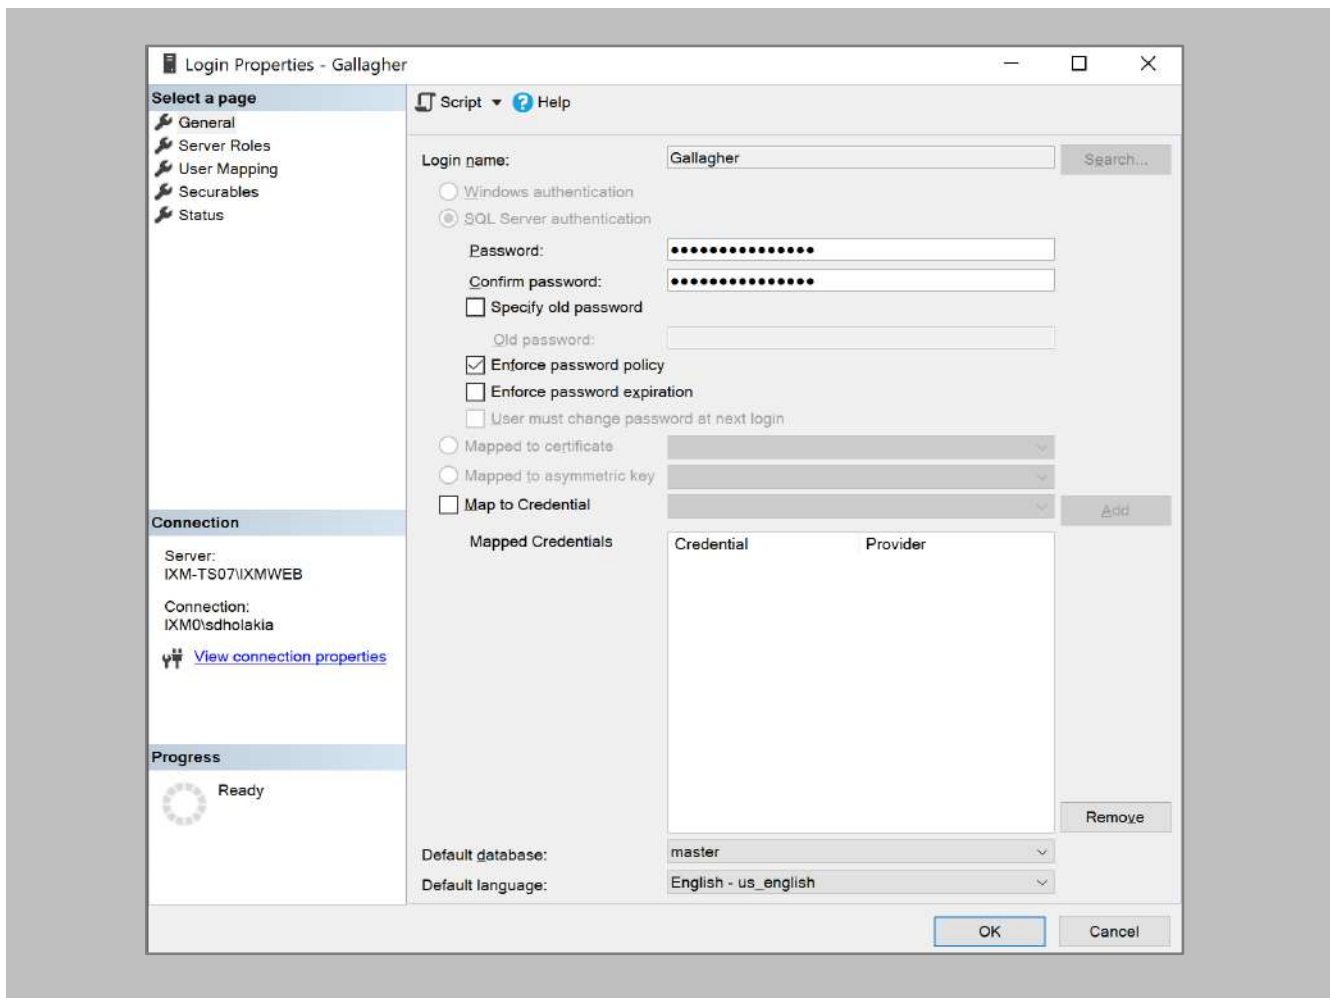 Login Properties - Gallagher
Select a page
General
Server Roles
User Mapping
Securables
Status
Script Help
Login name: Gallagher Search...
Windows authentication
SQL Server authentication
Password: ●●●●●●●●●●●●●●●
Confirm password: ●●●●●●●●●●●●●●●
Specify old password
Old password:
Enforce password policy
Enforce password expiration
User must change password at next login
Mapped to certificate
Mapped to asymmetric key
Map to Credential Add
Mapped Credentials Credential Provider
Remove
Default database: master
Default language: English - us_english
Connection
Server:
IXM-TS07\IXMWEB
Connection:
IXM0\sdholakia
View connection properties
Progress
Ready
OK Cancel